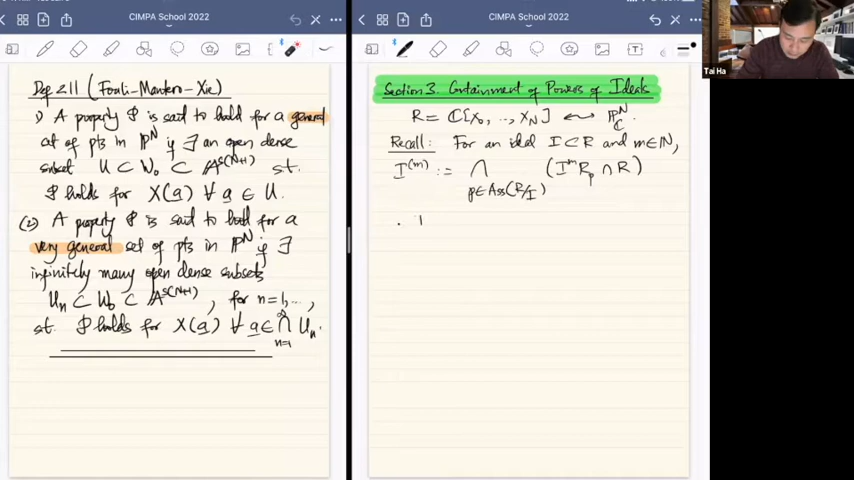 CIMPA School 2022
Def 2.11 (Fouli-Mantero-Xie)
1) A property P is said to hold for a general
set of pts in ℙᴺ if ∃ an open dense
subset U ⊂ W₀ ⊂ 𝔸^{s(N+1)} st.
P holds for X(a) ∀ a ∈ U.
(2) A property P is said to hold for a
very general set of pts in ℙᴺ if ∃
infinitely many open dense subsets
Uₙ ⊂ W₀ ⊂ 𝔸^{s(N+1)}, for n=1,...,
st. P holds for X(a) ∀ a ∈ ⋂_{n=1}^∞ Uₙ.
CIMPA School 2022
Section 3. Containment of Powers of Ideals
R = ℂ[x₀, .., x_N] ↔ ℙ^N_ℂ
Recall: For an ideal I ⊂ R and m ∈ ℕ,
I^{(m)} := ⋂_{p ∈ Ass(R/I)} (I^m R_p ∩ R)
Tai Ha